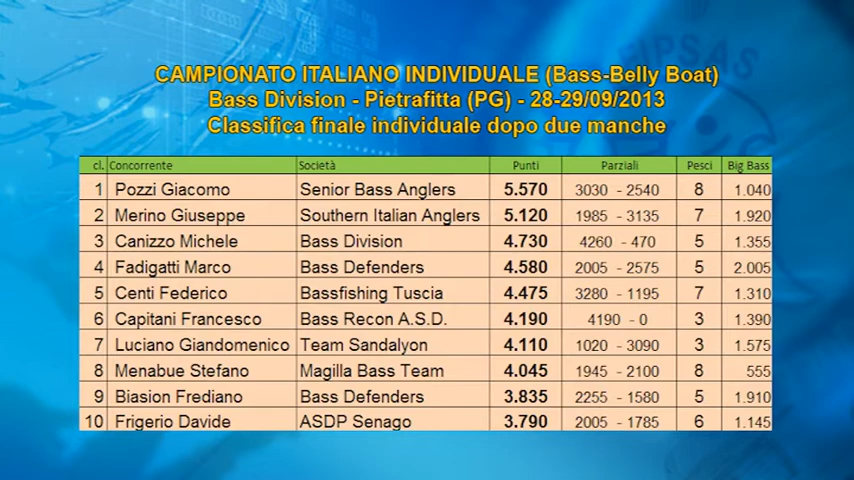 FIPSAS
CAMPIONATO ITALIANO INDIVIDUALE (Bass-Belly Boat)
Bass Division - Pietrafitta (PG) - 28-29/09/2013
Classifica finale individuale dopo due manche
cl. Concorrente Società Punti Parziali Pesci Big Bass
1 Pozzi Giacomo Senior Bass Anglers 5.570 3030 - 2540 8 1.040
2 Merino Giuseppe Southern Italian Anglers 5.120 1985 - 3135 7 1.920
3 Canizzo Michele Bass Division 4.730 4260 - 470 5 1.355
4 Fadigatti Marco Bass Defenders 4.580 2005 - 2575 5 2.005
5 Centi Federico Bassfishing Tuscia 4.475 3280 - 1195 7 1.310
6 Capitani Francesco Bass Recon A.S.D. 4.190 4190 - 0 3 1.390
7 Luciano Giandomenico Team Sandalyon 4.110 1020 - 3090 3 1.575
8 Menabue Stefano Magilla Bass Team 4.045 1945 - 2100 8 555
9 Biasion Frediano Bass Defenders 3.835 2255 - 1580 5 1.910
10 Frigerio Davide ASDP Senago 3.790 2005 - 1785 6 1.145